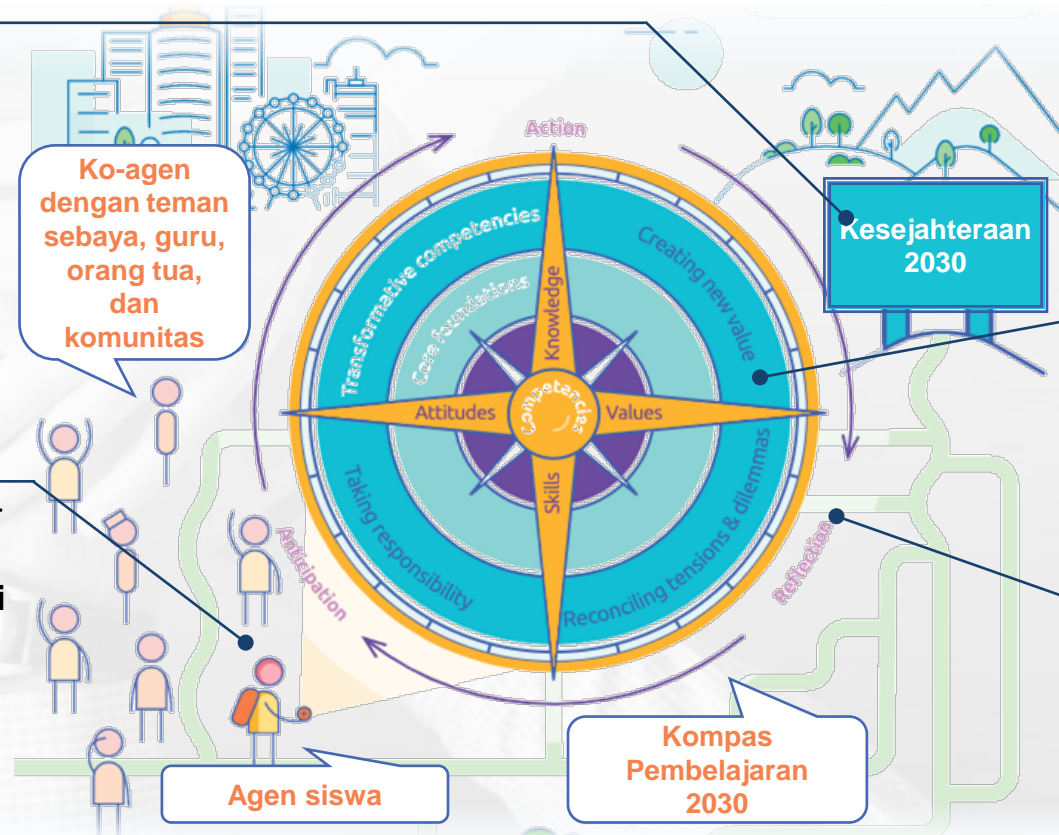 Action
Ko-agen
dengan teman
sebaya, guru,
orang tua,
dan
komunitas
Kesejahteraan
2030
Transformative competencies
Creating new value
Core foundations
Knowledge
Attitudes
Competencies
Values
Skills
Taking responsibility
Reconciling tensions & dilemmas
Anticipation
Reflection
i
Kompas
Pembelajaran
2030
Agen siswa